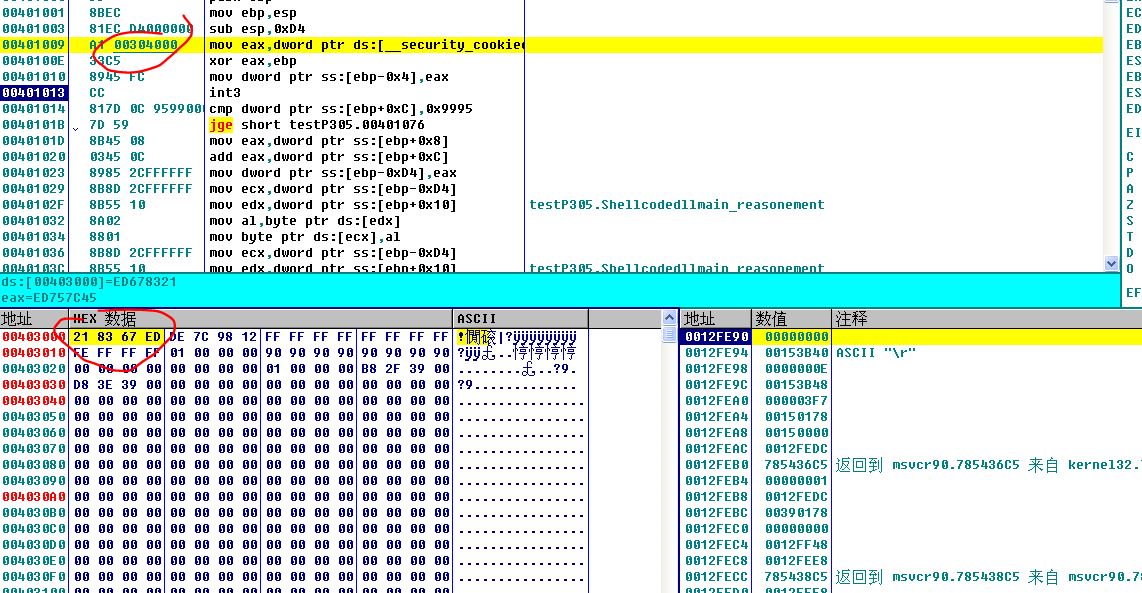 00401001 8BEC mov ebp,esp EC
00401003 81EC D4000000 sub esp,0xD4 ED
00401009 A1 00304000 mov eax,dword ptr ds:[__security_cookie EB
0040100E 33C5 xor eax,ebp ES
00401010 8945 FC mov dword ptr ss:[ebp-0x4],eax EB
00401013 CC int3 ES
00401014 817D 0C 9599000 cmp dword ptr ss:[ebp+0xC],0x9995 ED
0040101B 7D 59 jge short testP305.00401076
0040101D 8B45 08 mov eax,dword ptr ss:[ebp+0x8] EI
00401020 0345 0C add eax,dword ptr ss:[ebp+0xC] C
00401023 8985 2CFFFFFF mov dword ptr ss:[ebp-0xD4],eax P
00401029 8B8D 2CFFFFFF mov ecx,dword ptr ss:[ebp-0xD4] A
0040102F 8B55 10 mov edx,dword ptr ss:[ebp+0x10] testP305.Shellcodedllmain_reasonement Z
00401032 8A02 mov al,byte ptr ds:[edx] S
00401034 8801 mov byte ptr ds:[ecx],al T
00401036 8B8D 2CFFFFFF mov ecx,dword ptr ss:[ebp-0xD4] D
0040103C 8B55 10 mov edx,dword ptr ss:[ebp+0x10] testP305.Shellcodedllmain_reasonement O
ds:[00403000]=ED678321
eax=ED757C45 EF
地址 HEX 数据 ASCII
00403000 21 83 67 ED DE 7C 98 12 FF FF FF FF FF FF FF FF
00403010 FE FF FF FF 01 00 00 00 90 90 90 90 90 90 90 90
00403020 00 00 00 00 00 00 00 00 01 00 00 00 B8 2F 39 00
00403030 D8 3E 39 00 00 00 00 00 00 00 00 00 00 00 00 00 ?9.............
00403040 00 00 00 00 00 00 00 00 00 00 00 00 00 00 00 00 ................
00403050 00 00 00 00 00 00 00 00 00 00 00 00 00 00 00 00 ................
00403060 00 00 00 00 00 00 00 00 00 00 00 00 00 00 00 00 ................
00403070 00 00 00 00 00 00 00 00 00 00 00 00 00 00 00 00 ................
00403080 00 00 00 00 00 00 00 00 00 00 00 00 00 00 00 00 ................
00403090 00 00 00 00 00 00 00 00 00 00 00 00 00 00 00 00 ................
004030A0 00 00 00 00 00 00 00 00 00 00 00 00 00 00 00 00 ................
004030B0 00 00 00 00 00 00 00 00 00 00 00 00 00 00 00 00 ................
004030C0 00 00 00 00 00 00 00 00 00 00 00 00 00 00 00 00 ................
004030D0 00 00 00 00 00 00 00 00 00 00 00 00 00 00 00 00 ................
004030E0 00 00 00 00 00 00 00 00 00 00 00 00 00 00 00 00 ................
004030F0 00 00 00 00 00 00 00 00 00 00 00 00 00 00 00 00 ................
地址 数值 注释
0012FE90 00000000
0012FE94 00153B40 ASCII "\r"
0012FE98 0000000E
0012FE9C 00153B48
0012FEA0 000003F7
0012FEA4 00150178
0012FEA8 00150000
0012FEAC 0012FEDC
0012FEB0 785436C5 返回到 msvcr90.785436C5 来自 kernel32.
0012FEB4 00000001
0012FEB8 0012FEDC
0012FEBC 00390178
0012FEC0 00000000
0012FEC4 0012FF48
0012FEC8 0012FEE8
0012FECC 785438C5 返回到 msvcr90.785438C5 来自 msvcr90.